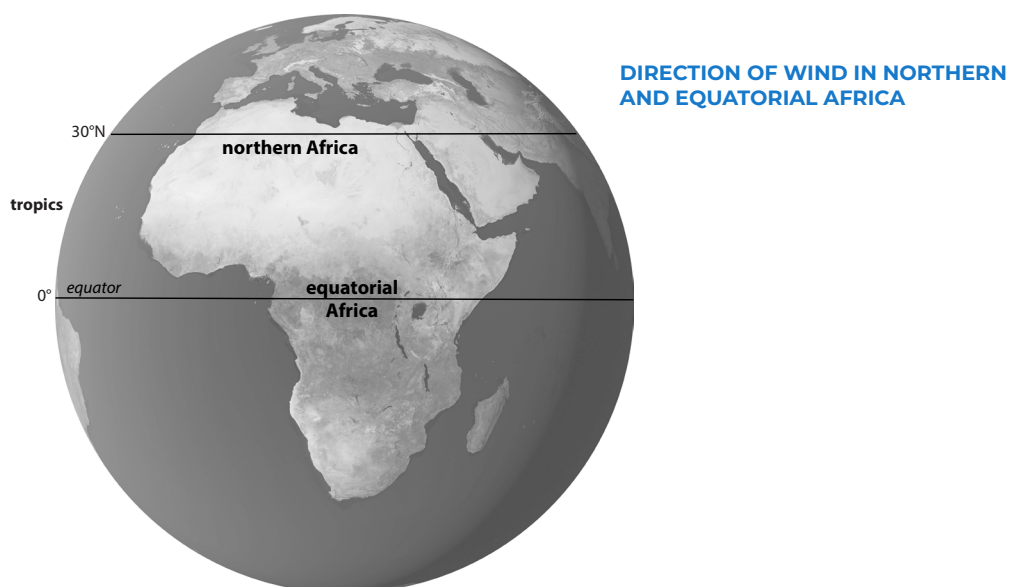 DIRECTION OF WIND IN NORTHERN
AND EQUATORIAL AFRICA
30°N
northern Africa
tropics
0°
equator
equatorial
Africa